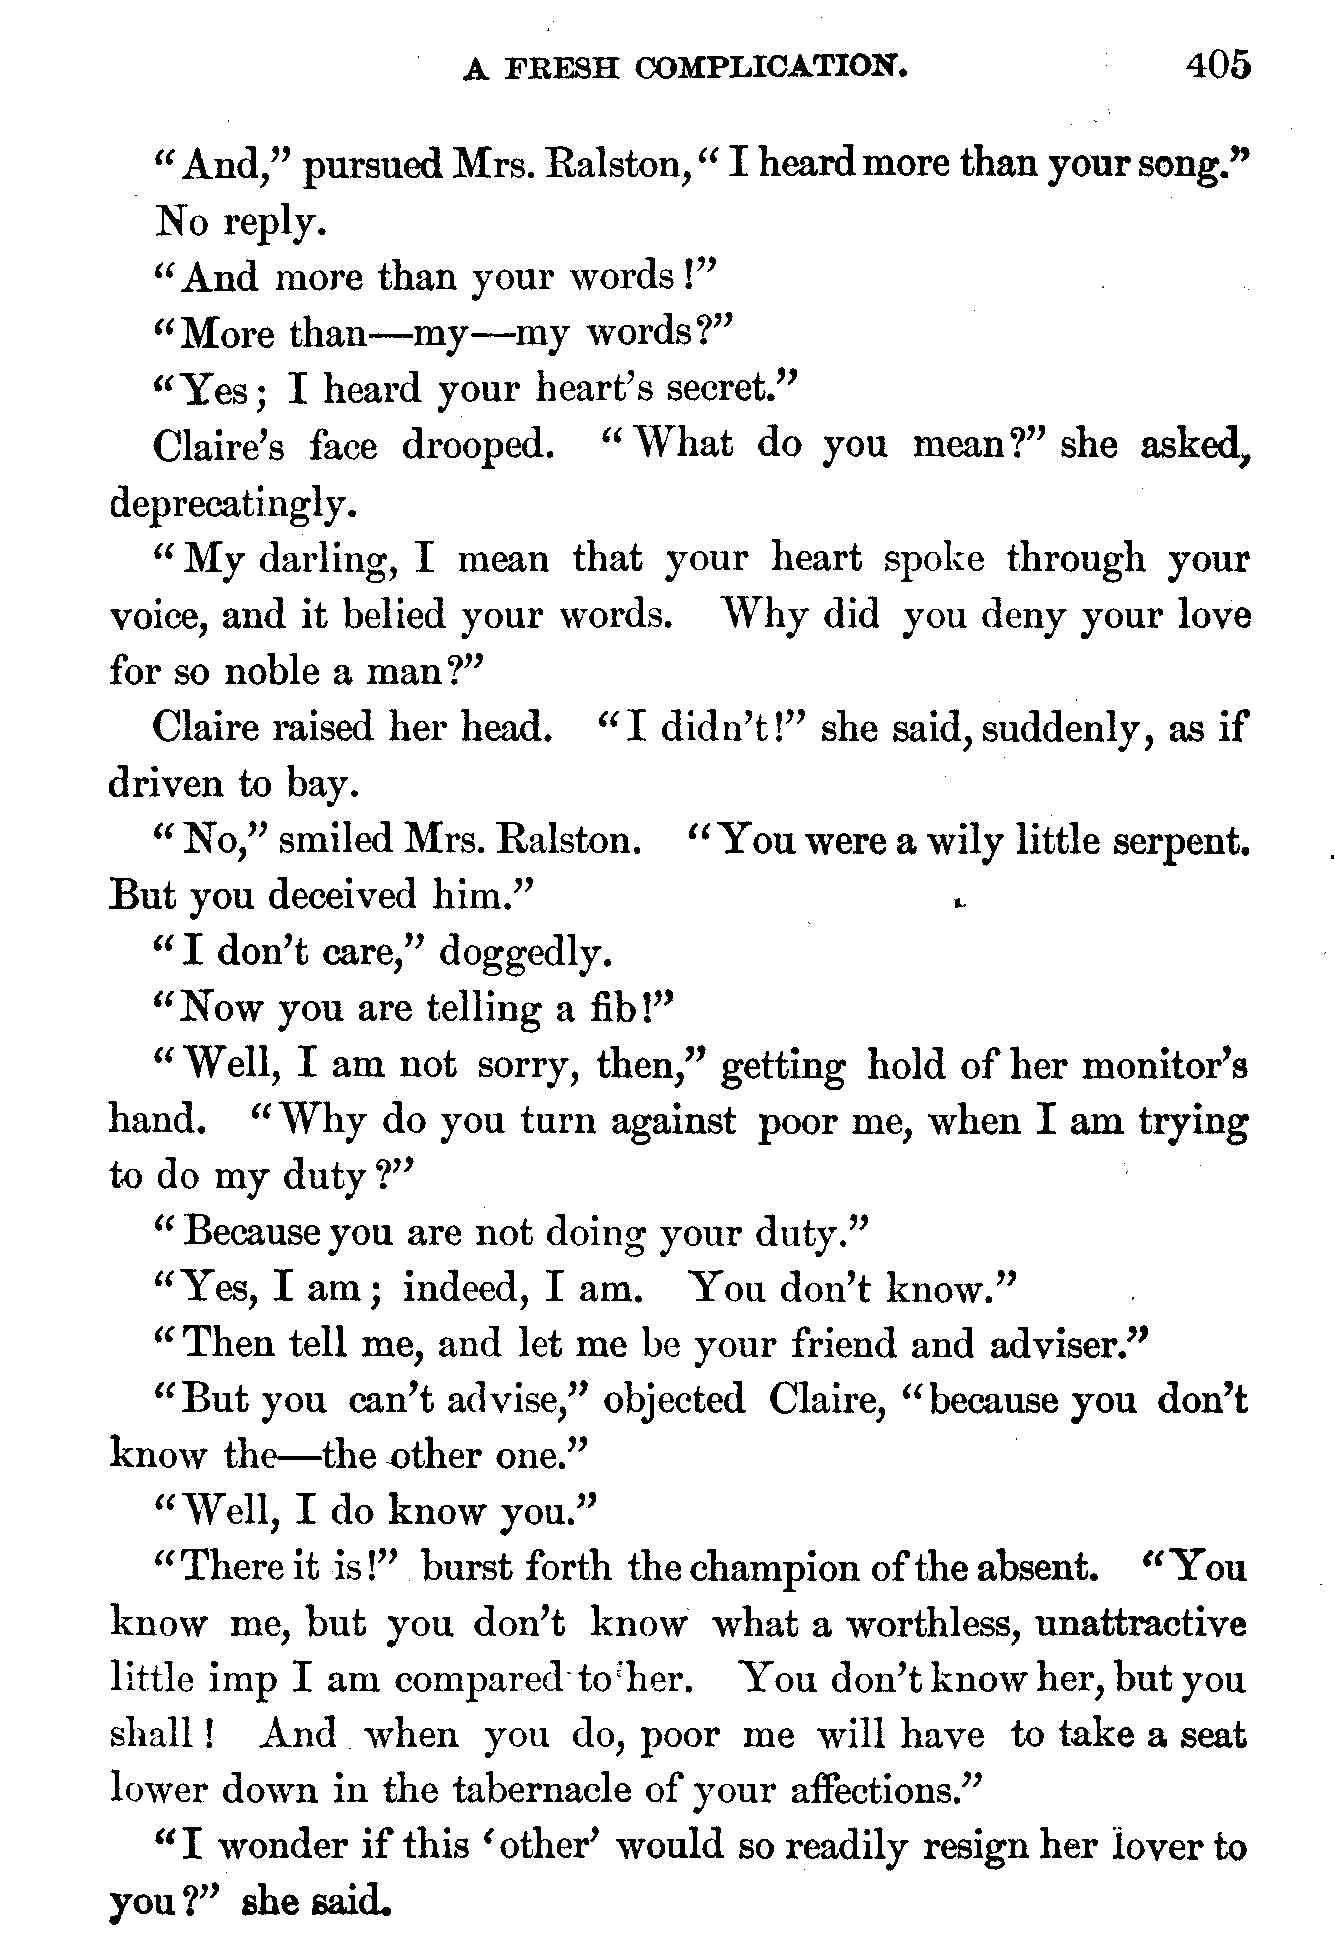 A FRESH COMPLICATION. 405
“And,” pursued Mrs. Ralston, “I heard more than your song.”
No reply.
“And more than your words!”
“More than—my—my words?”
“Yes; I heard your heart’s secret.”
Claire’s face drooped. “What do you mean?” she asked,
deprecatingly.
“My darling, I mean that your heart spoke through your
voice, and it belied your words. Why did you deny your love
for so noble a man?”
Claire raised her head. “I didn’t!” she said, suddenly, as if
driven to bay.
“No,” smiled Mrs. Ralston. “You were a wily little serpent.
But you deceived him.”
“I don’t care,” doggedly.
“Now you are telling a fib!”
“Well, I am not sorry, then,” getting hold of her monitor’s
hand. “Why do you turn against poor me, when I am trying
to do my duty?”
“Because you are not doing your duty.”
“Yes, I am; indeed, I am. You don’t know.”
“Then tell me, and let me be your friend and adviser.”
“But you can’t advise,” objected Claire, “because you don’t
know the—the other one.”
“Well, I do know you.”
“There it is!” burst forth the champion of the absent. “You
know me, but you don’t know what a worthless, unattractive
little imp I am compared to her. You don’t know her, but you
shall! And when you do, poor me will have to take a seat
lower down in the tabernacle of your affections.”
“I wonder if this ‘other’ would so readily resign her lover to
you?” she said.